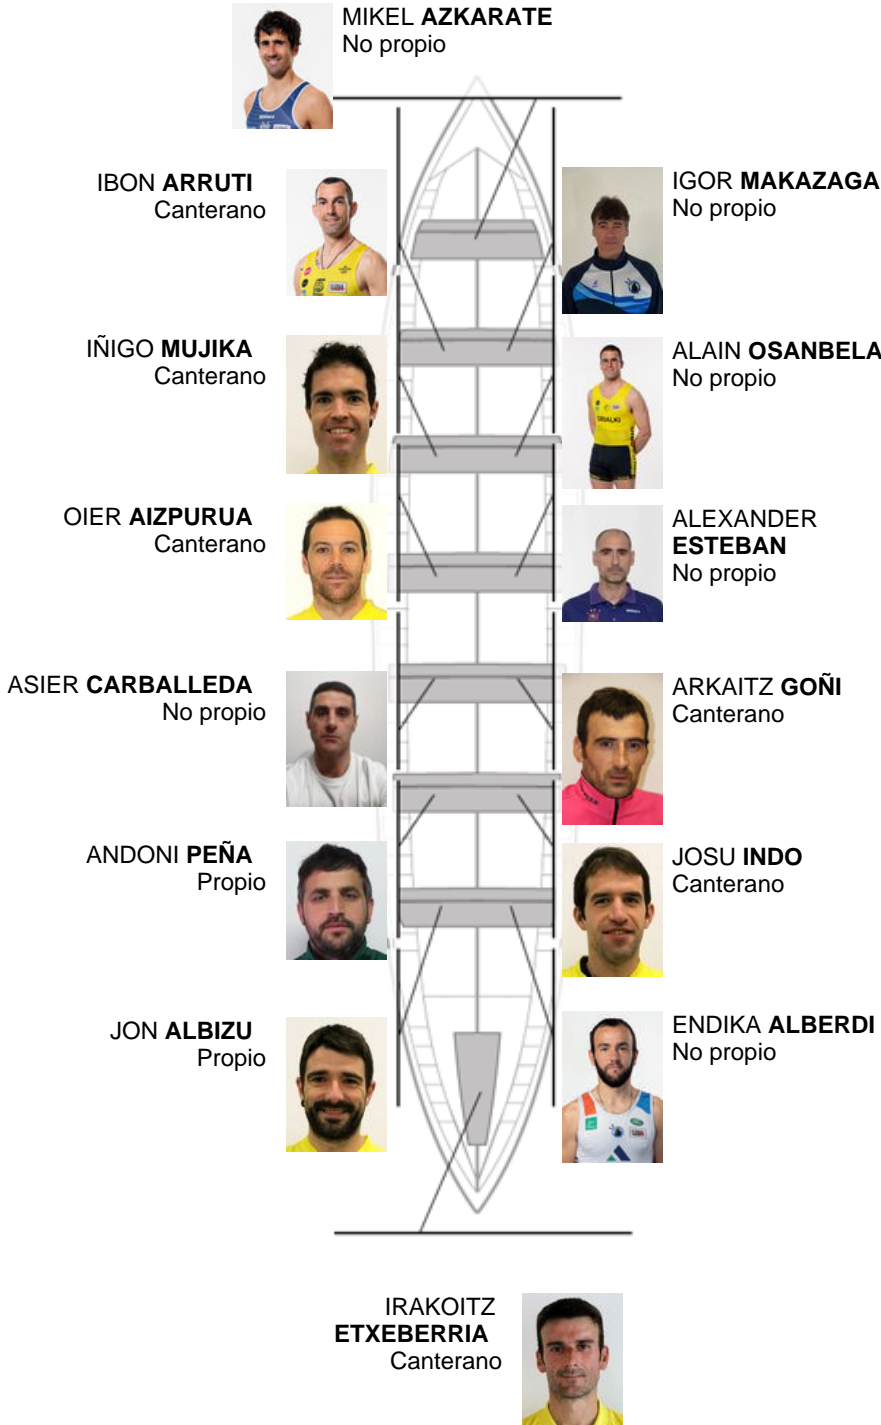 MIKEL AZKARATE
No propio
IBON ARRUTI
Canterano
IGOR MAKAZAGA
No propio
IÑIGO MUJIKA
Canterano
ALAIN OSANBELA
No propio
OIER AIZPURUA
Canterano
ALEXANDER
ESTEBAN
No propio
ASIER CARBALLEDA
No propio
ARKAITZ GOÑI
Canterano
ANDONI PEÑA
Propio
JOSU INDO
Canterano
JON ALBIZU
Propio
ENDIKA ALBERDI
No propio
IRAKOITZ
ETXEBERRIA
Canterano